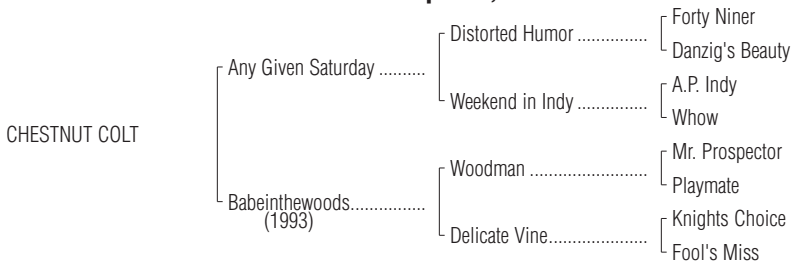 Forty Niner
Distorted Humor ...............
Danzig's Beauty
Any Given Saturday ..........
A.P. Indy
Weekend in Indy ...............
Whow
CHESTNUT COLT
Mr. Prospector
Woodman .........................
Playmate
Babeinthewoods................
(1993)
Knights Choice
Delicate Vine.....................
Fool's Miss